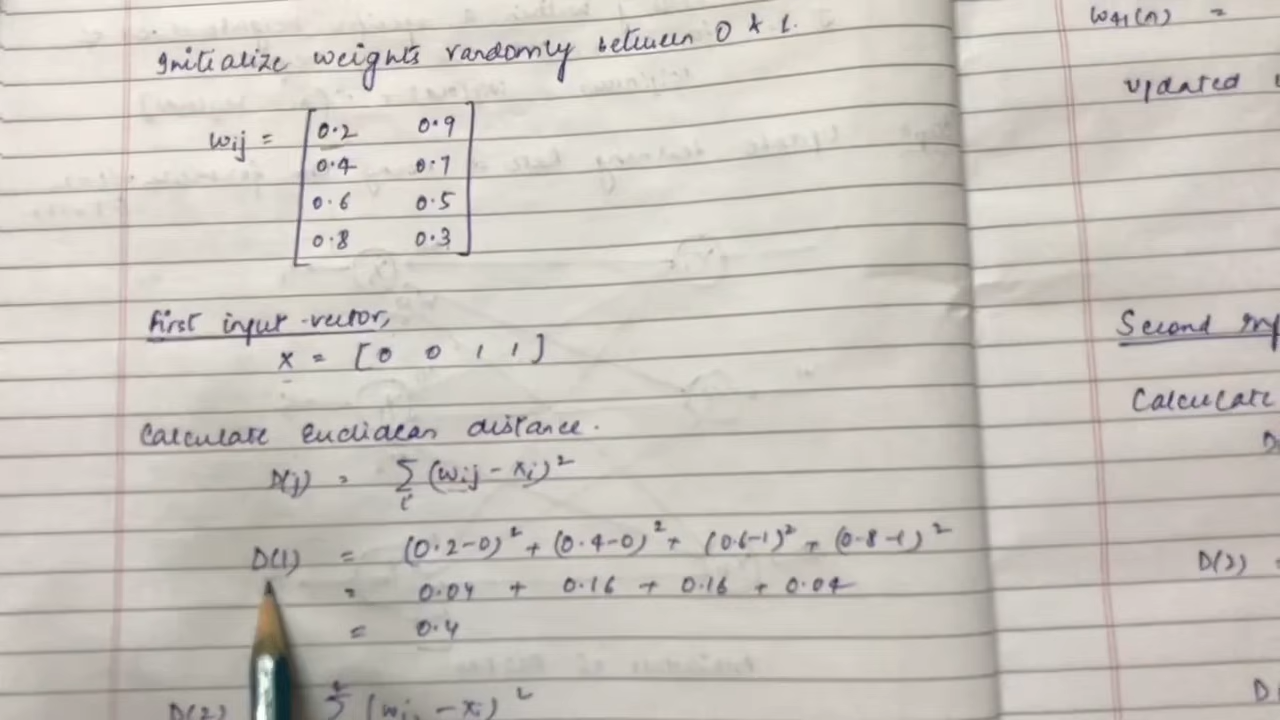 Initialize weights randomly between 0 & 1.
wij = [0.2 0.9
0.4 0.7
0.6 0.5
0.8 0.3]
First input vector,
x = [0 0 1 1]
Calculate Euclidean distance.
D(j) = Σi (wij - xi)²
D(1) = (0.2-0)² + (0.4-0)² + (0.6-1)² + (0.8-1)²
= 0.04 + 0.16 + 0.16 + 0.04
= 0.4
D(2) Σ (wi - xi)²
w41(n) =
updated
Second
Calculate
D(2) =